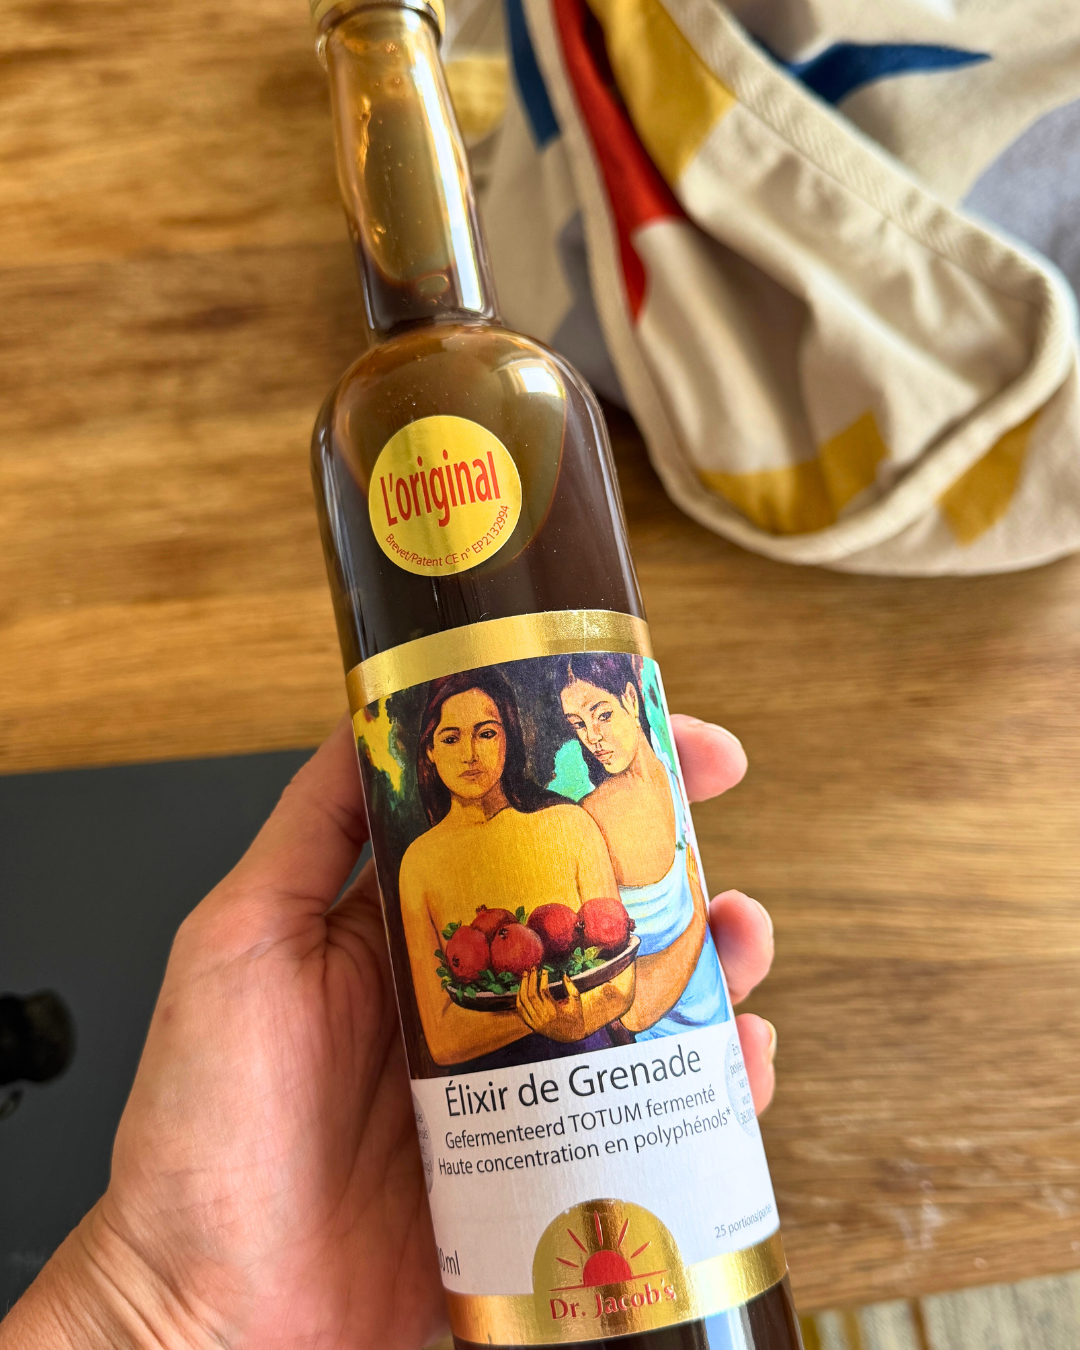 L'original
Brevet/Patent CE n° EP2132994
Élixir de Grenade
Gefermenteerd TOTUM fermenté
Haute concentration en polyphénols*
25 portions/
ml
Dr. Jacob's